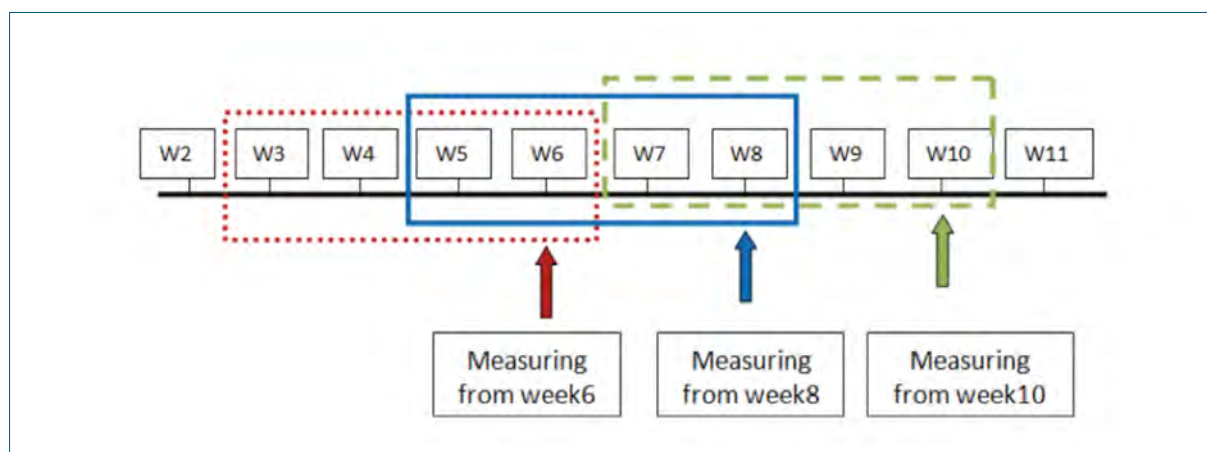 W2 W3 W4 W5 W6 W7 W8 W9 W10 W11
Measuring
from week6
Measuring
from week8
Measuring
from week10